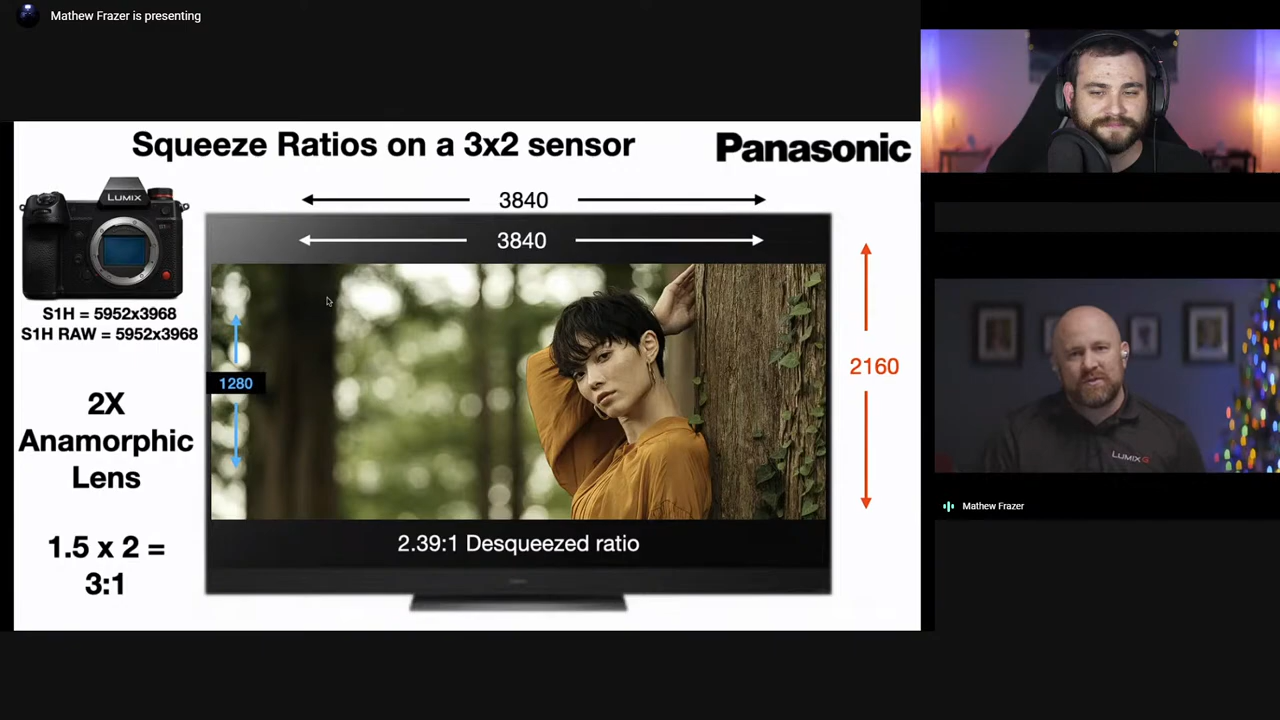 Mathew Frazer is presenting
Squeeze Ratios on a 3x2 sensor
Panasonic
LUMIX
3840
3840
S1H = 5952x3968
S1H RAW = 5952x3968
1280
2160
2X
Anamorphic
Lens
2.39:1 Desqueezed ratio
1.5 x 2 =
3:1
LUMIX G
Mathew Frazer